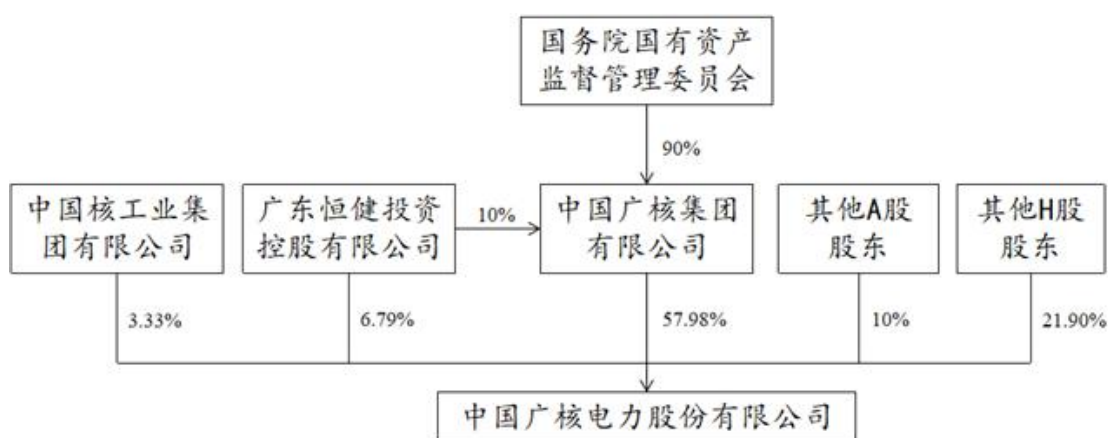 国务院国有资产
监督管理委员会
90%
中国核工业集
团有限公司
广东恒健投资
控股有限公司
10%
中国广核集团
有限公司
其他A股
股东
其他H股
股东
3.33%
6.79%
57.98%
10%
21.90%
中国广核电力股份有限公司